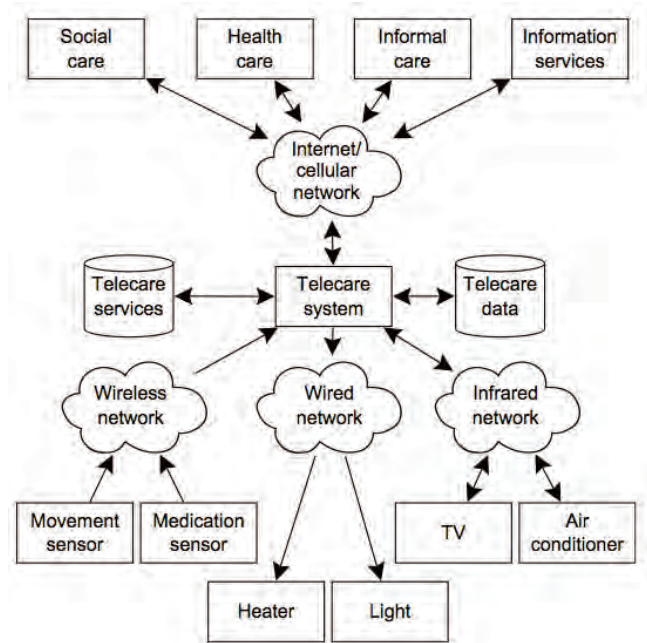 Social
care
Health
care
Informal
care
Information
services
Internet/
cellular
network
Telecare
services
Telecare
system
Telecare
data
Wireless
network
Wired
network
Infrared
network
Movement
sensor
Medication
sensor
TV
Air
conditioner
Heater
Light